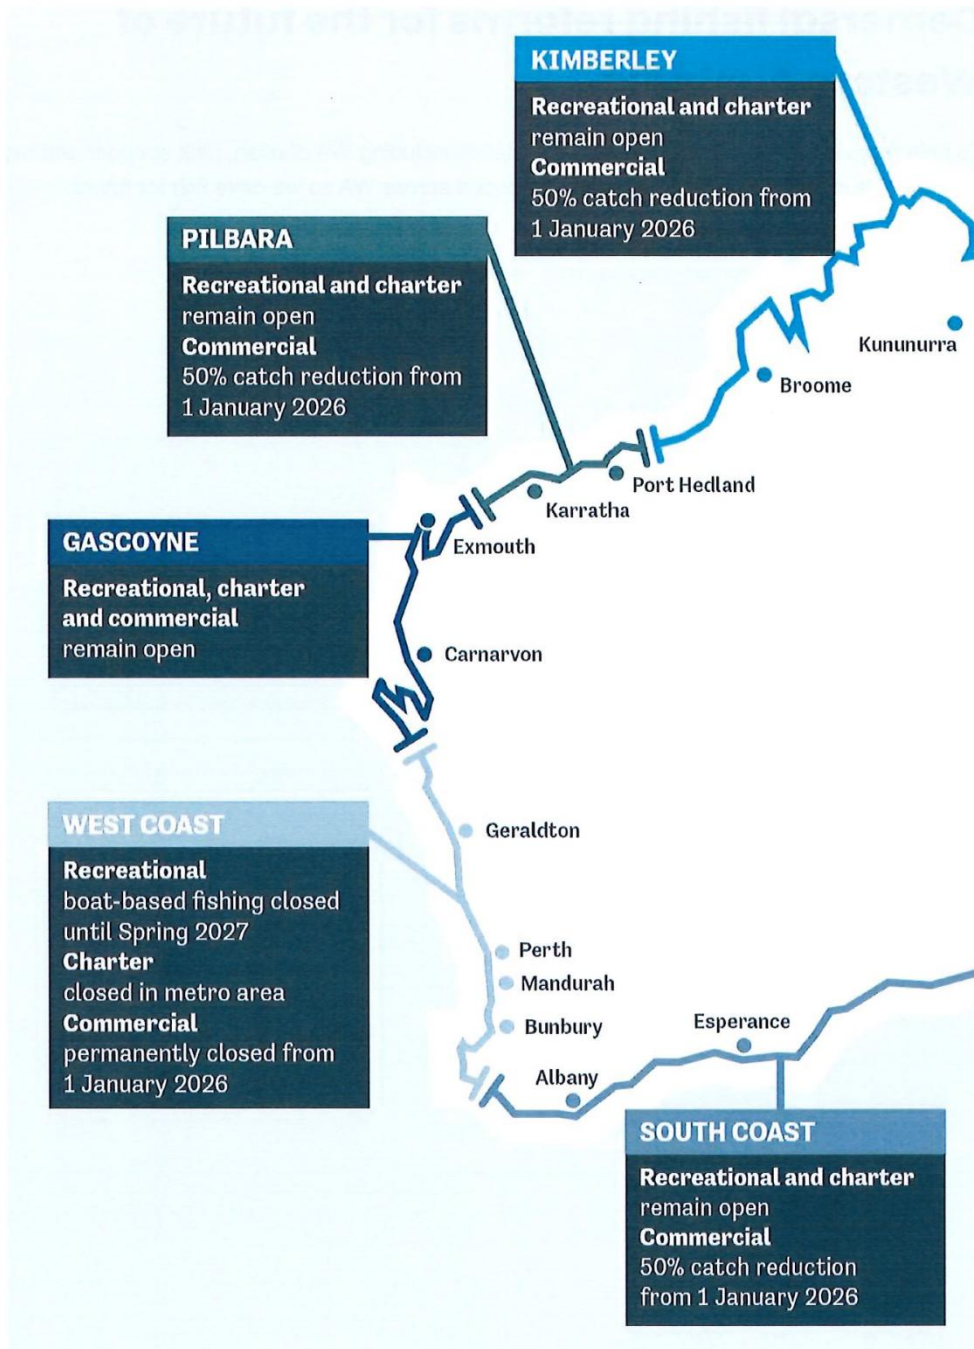 KIMBERLEY
Recreational and charter
remain open
Commercial
50% catch reduction from
1 January 2026
PILBARA
Recreational and charter
remain open
Commercial
50% catch reduction from
1 January 2026
Kununurra
Broome
Port Hedland
Karratha
Exmouth
GASCOYNE
Recreational, charter
and commercial
remain open
Carnarvon
WEST COAST
Recreational
boat-based fishing closed
until Spring 2027
Charter
closed in metro area
Commercial
permanently closed from
1 January 2026
Geraldton
Perth
Mandurah
Bunbury
Esperance
Albany
SOUTH COAST
Recreational and charter
remain open
Commercial
50% catch reduction
from 1 January 2026